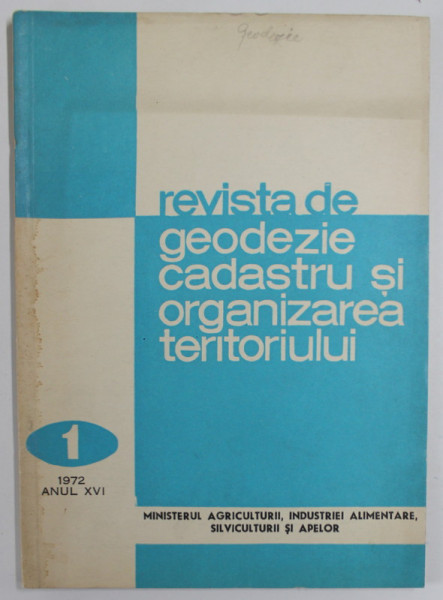 Geodezie
revista de
geodezie
cadastru și
organizarea
teritoriului
1
1972
ANUL XVI
MINISTERUL AGRICULTURII, INDUSTRIEI ALIMENTARE,
SILVICULTURII ȘI APELOR